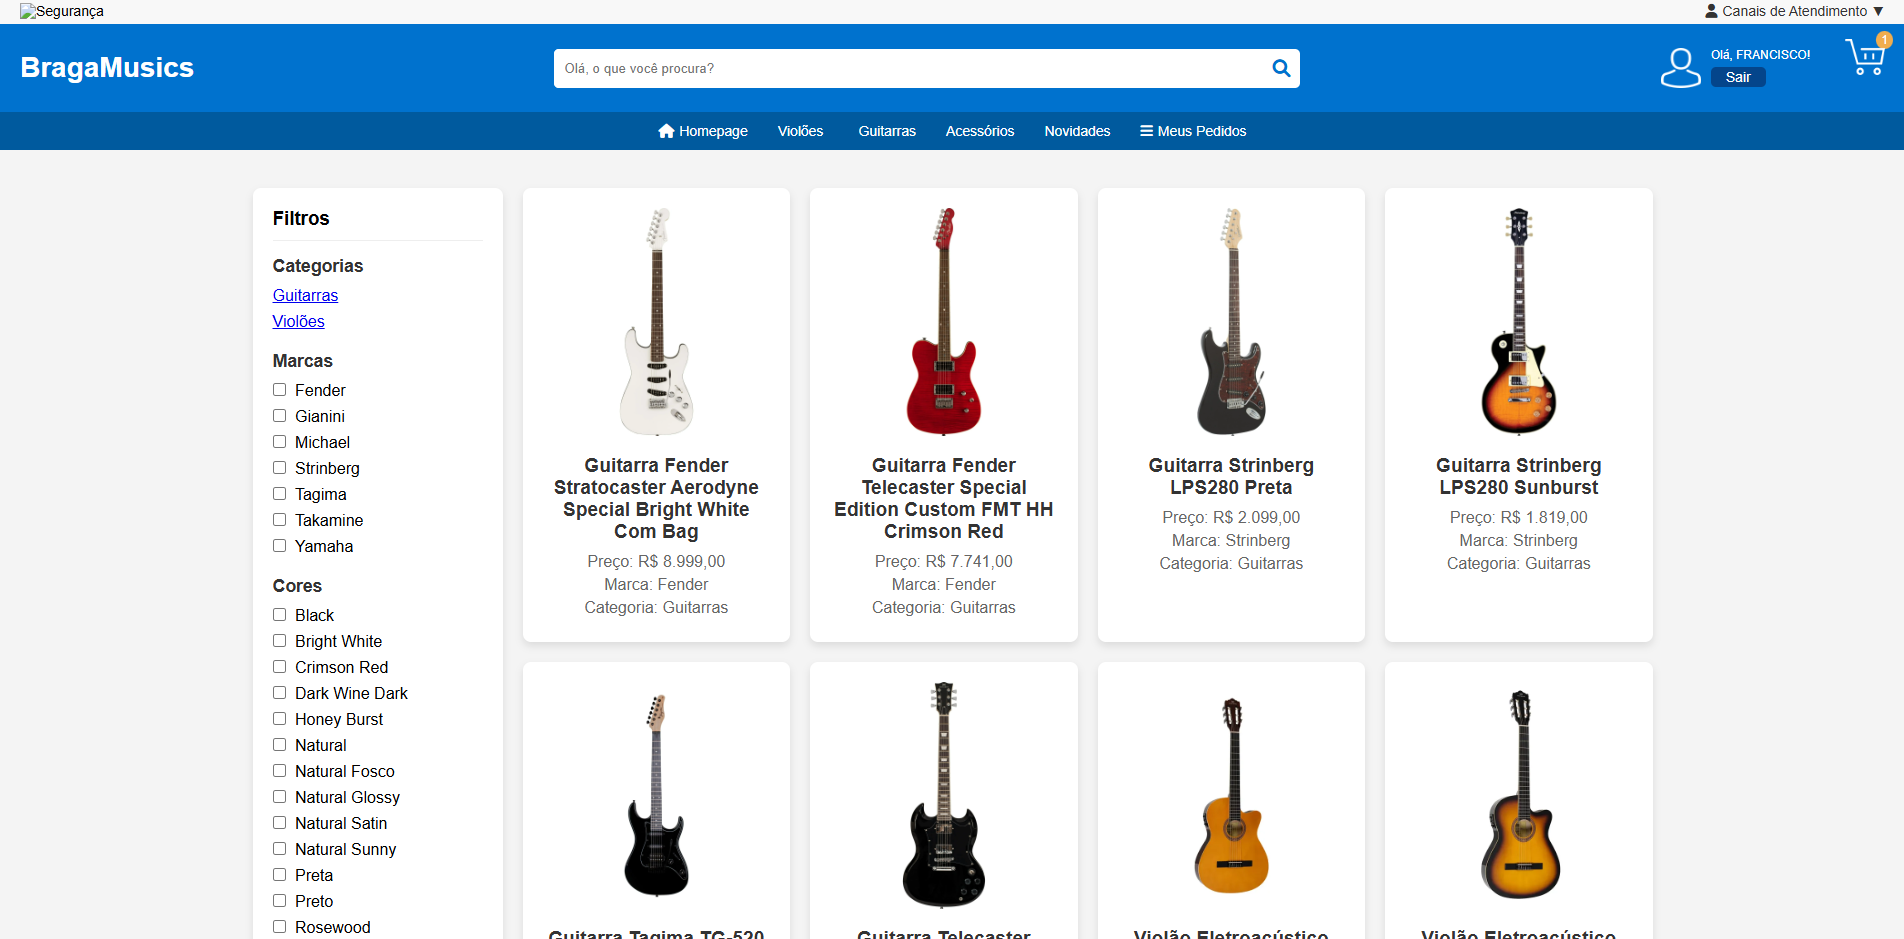 Segurança
Canais de Atendimento ▼
BragaMusics
Olá, o que você procura?
Olá, FRANCISCO!
Sair
1
Homepage Violões Guitarras Acessórios Novidades Meus Pedidos
Filtros
Categorias
Guitarras
Violões
Marcas
Fender
Gianini
Michael
Strinberg
Tagima
Takamine
Yamaha
Cores
Black
Bright White
Crimson Red
Dark Wine Dark
Honey Burst
Natural
Natural Fosco
Natural Glossy
Natural Satin
Natural Sunny
Preta
Preto
Rosewood
Guitarra Fender
Stratocaster Aerodyne
Special Bright White
Com Bag
Preço: R$ 8.999,00
Marca: Fender
Categoria: Guitarras
Guitarra Fender
Telecaster Special
Edition Custom FMT HH
Crimson Red
Preço: R$ 7.741,00
Marca: Fender
Categoria: Guitarras
Guitarra Strinberg
LPS280 Preta
Preço: R$ 2.099,00
Marca: Strinberg
Categoria: Guitarras
Guitarra Strinberg
LPS280 Sunburst
Preço: R$ 1.819,00
Marca: Strinberg
Categoria: Guitarras
Guitarra Tagima TG-520
Guitarra Telecaster
Violão Eletroacústico
Violão Eletroacústico